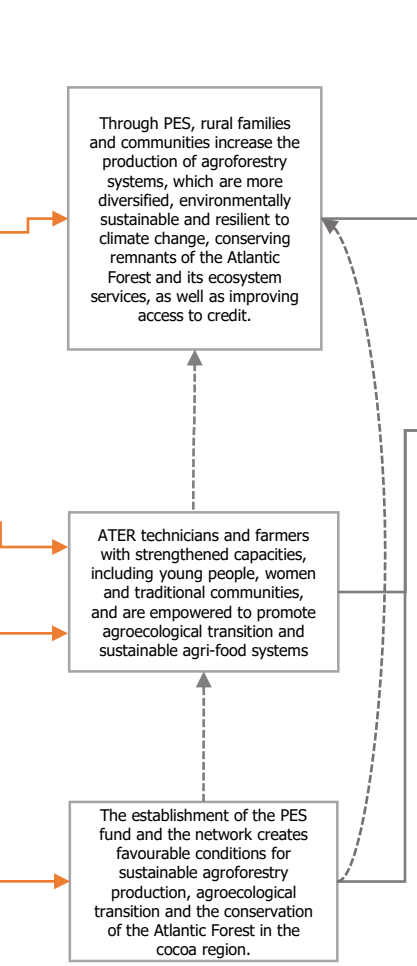 Through PES, rural families
and communities increase the
production of agroforestry
systems, which are more
diversified, environmentally
sustainable and resilient to
climate change, conserving
remnants of the Atlantic
Forest and its ecosystem
services, as well as improving
access to credit.
ATER technicians and farmers
with strengthened capacities,
including young people, women
and traditional communities,
and are empowered to promote
agroecological transition and
sustainable agri-food systems
The establishment of the PES
fund and the network creates
favourable conditions for
sustainable agroforestry
production, agroecological
transition and the conservation
of the Atlantic Forest in the
cocoa region.